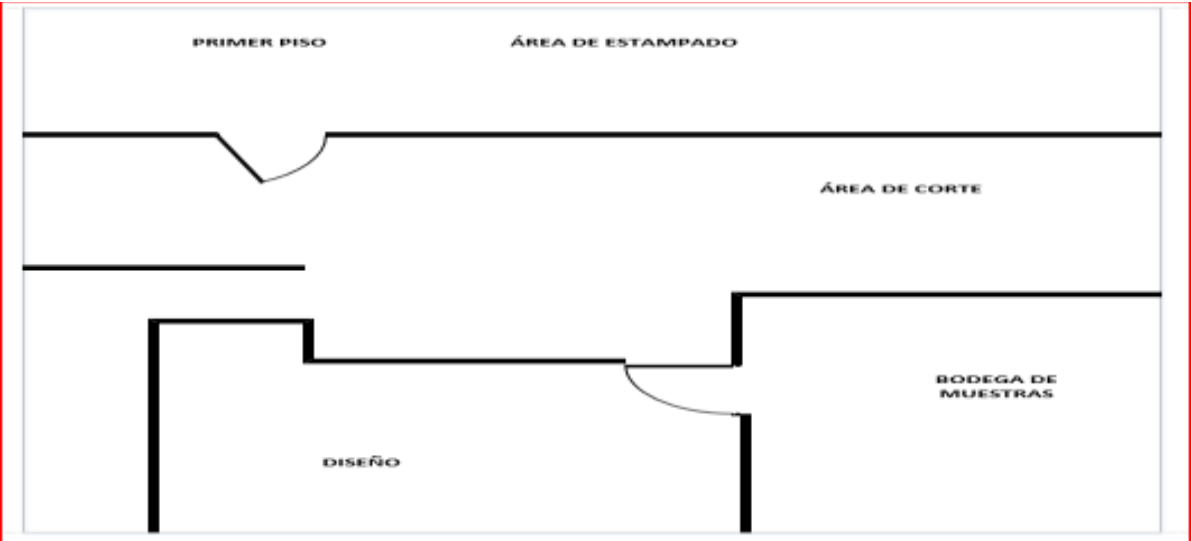 PRIMER PISO
ÁREA DE ESTAMPADO
ÁREA DE CORTE
BODEGA DE
MUESTRAS
DISEÑO